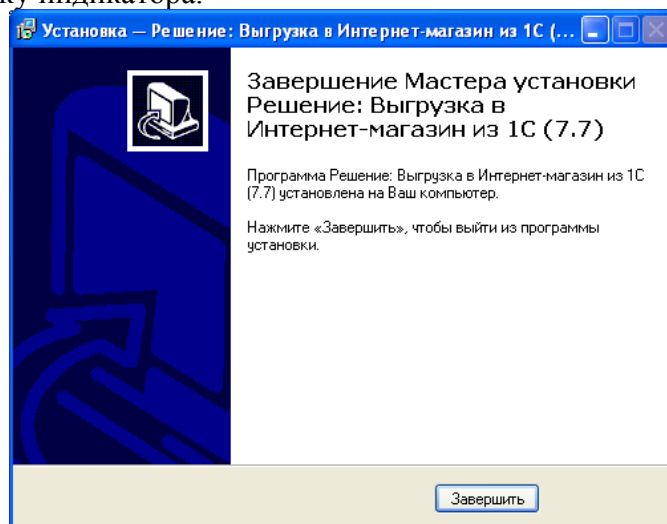 ку индикатора.
Установка — Решение: Выгрузка в Интернет-магазин из 1С (...
Завершение Мастера установки
Решение: Выгрузка в
Интернет-магазин из 1С (7.7)
Программа Решение: Выгрузка в Интернет-магазин из 1С
(7.7) установлена на Ваш компьютер.
Нажмите «Завершить», чтобы выйти из программы
установки.
Завершить